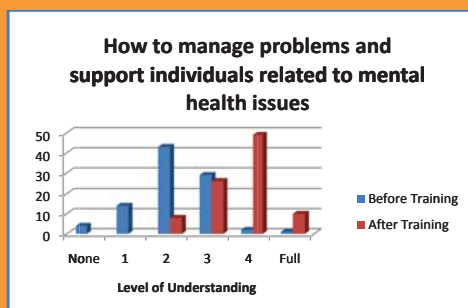 How to manage problems and
support individuals related to mental
health issues
50
40
30
20
10
0
None 1 2 3 4 Full
Level of Understanding
Before Training
After Training